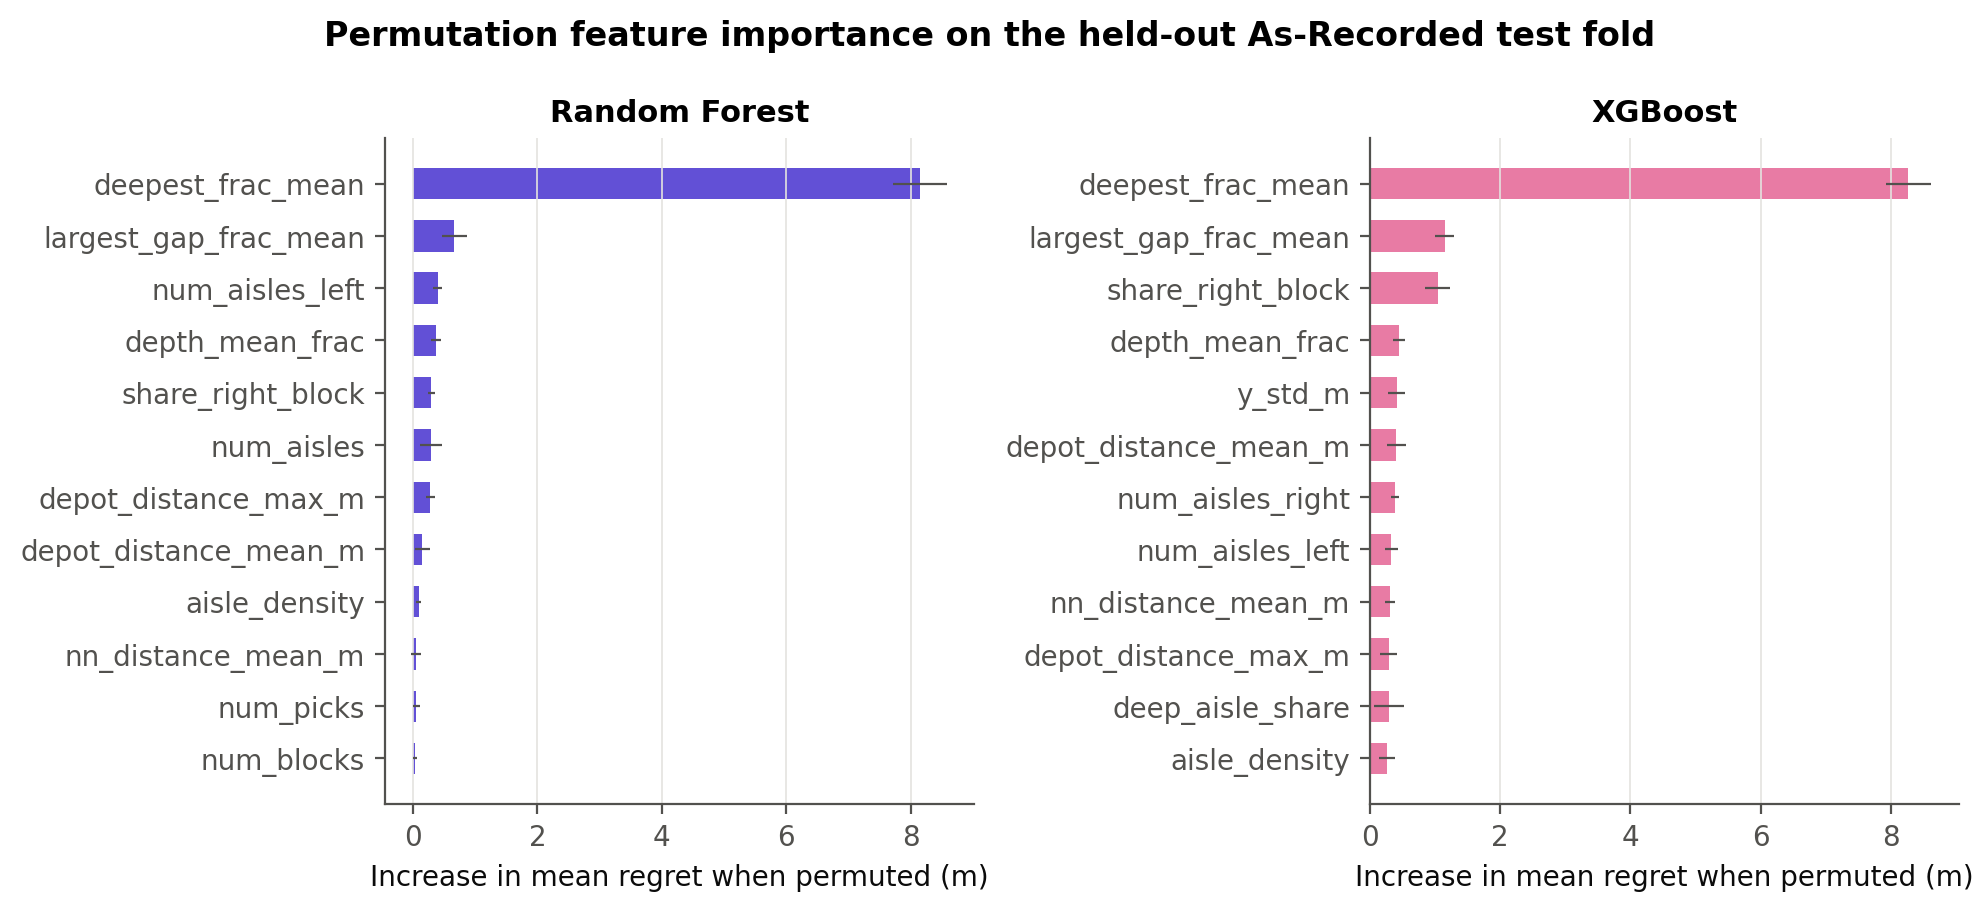 Permutation feature importance on the held-out As-Recorded test fold
Random Forest
deepest_frac_mean
largest_gap_frac_mean
num_aisles_left
depth_mean_frac
share_right_block
num_aisles
depot_distance_max_m
depot_distance_mean_m
aisle_density
nn_distance_mean_m
num_picks
num_blocks
0 2 4 6 8
Increase in mean regret when permuted (m)
XGBoost
deepest_frac_mean
largest_gap_frac_mean
share_right_block
depth_mean_frac
y_std_m
depot_distance_mean_m
num_aisles_right
num_aisles_left
nn_distance_mean_m
depot_distance_max_m
deep_aisle_share
aisle_density
0 2 4 6 8
Increase in mean regret when permuted (m)